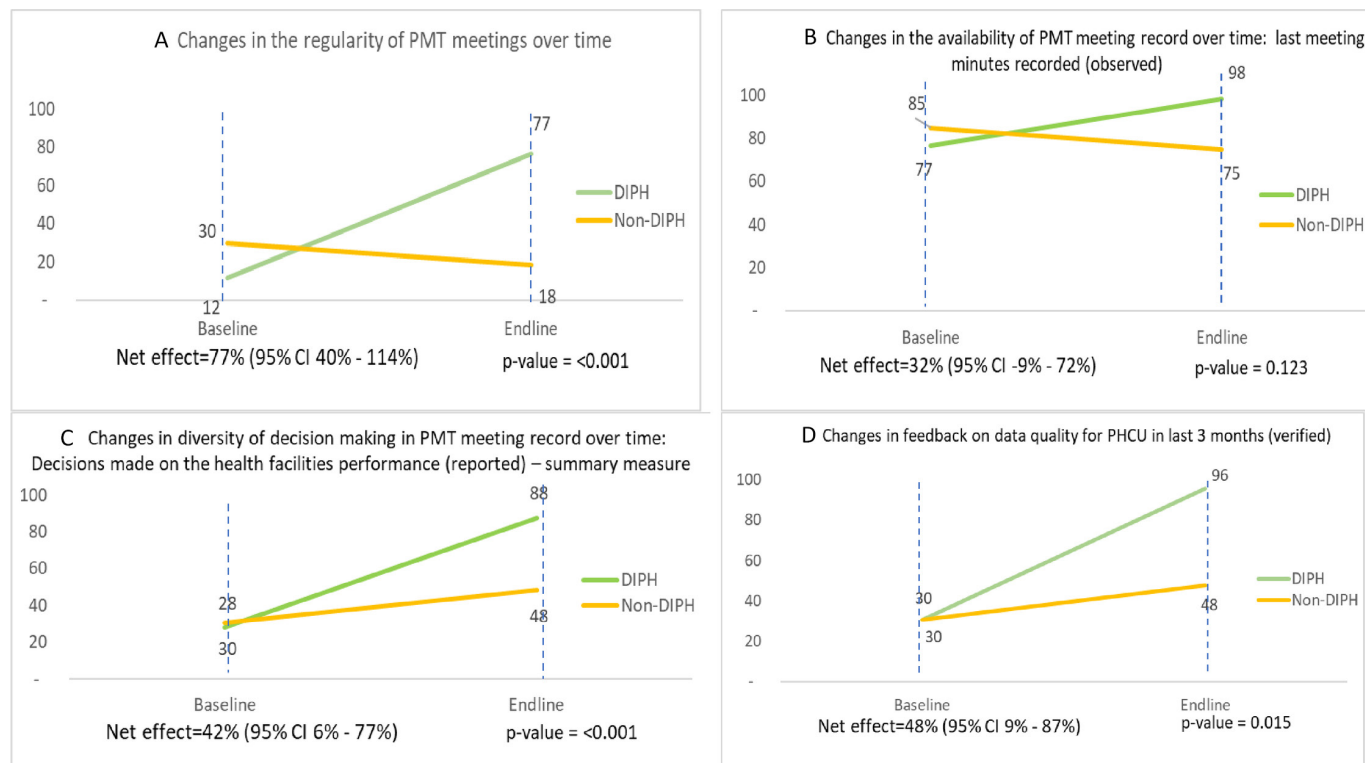 A Changes in the regularity of PMT meetings over time
100
80
60
40
20
-
30
12
77
18
DIPH
Non-DIPH
Baseline
Endline
Net effect=77% (95% CI 40% - 114%)
p-value = <0.001
B Changes in the availability of PMT meeting record over time: last meeting
minutes recorded (observed)
100
80
60
40
20
-
85
77
98
75
DIPH
Non-DIPH
Baseline
Endline
Net effect=32% (95% CI -9% - 72%)
p-value = 0.123
C Changes in diversity of decision making in PMT meeting record over time:
Decisions made on the health facilities performance (reported) – summary measure
100
80
60
40
20
-
28
30
88
48
DIPH
Non-DIPH
Baseline
Endline
Net effect=42% (95% CI 6% - 77%)
p-value = <0.001
D Changes in feedback on data quality for PHCU in last 3 months (verified)
100
80
60
40
20
-
30
30
96
48
DIPH
Non-DIPH
Baseline
Endline
Net effect=48% (95% CI 9% - 87%)
p-value = 0.015